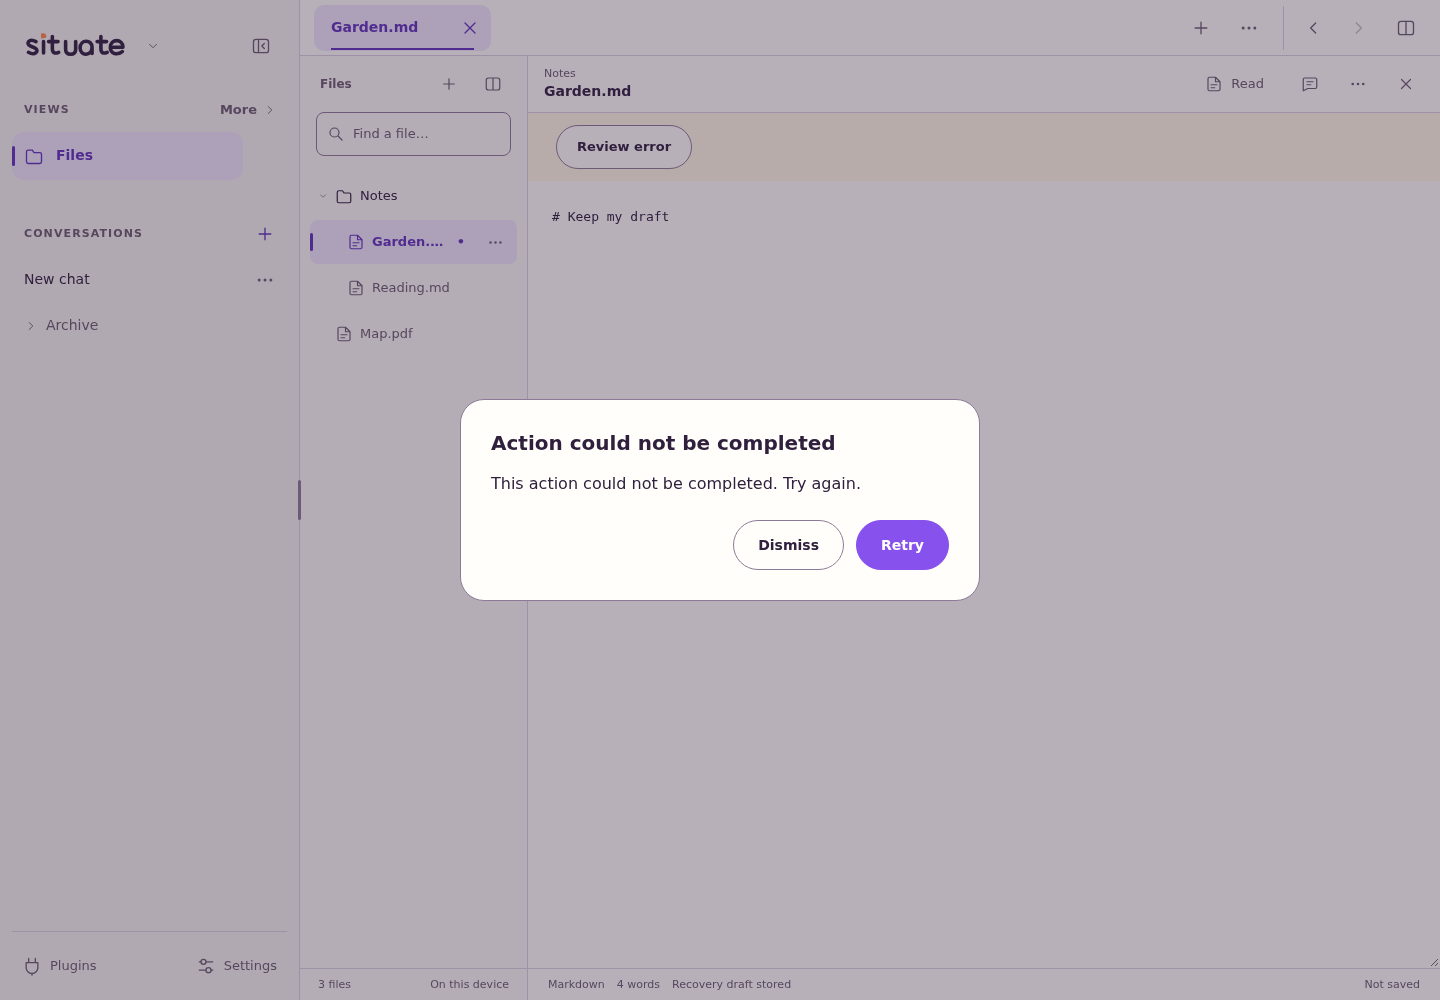 situate
VIEWS
More
Files
CONVERSATIONS
New chat
Archive
Plugins
Settings
Garden.md
Files
Find a file...
Notes
Garden....
Reading.md
Map.pdf
3 files
On this device
Notes
Garden.md
Read
Review error
# Keep my draft
Action could not be completed
This action could not be completed. Try again.
Dismiss
Retry
Markdown
4 words
Recovery draft stored
Not saved